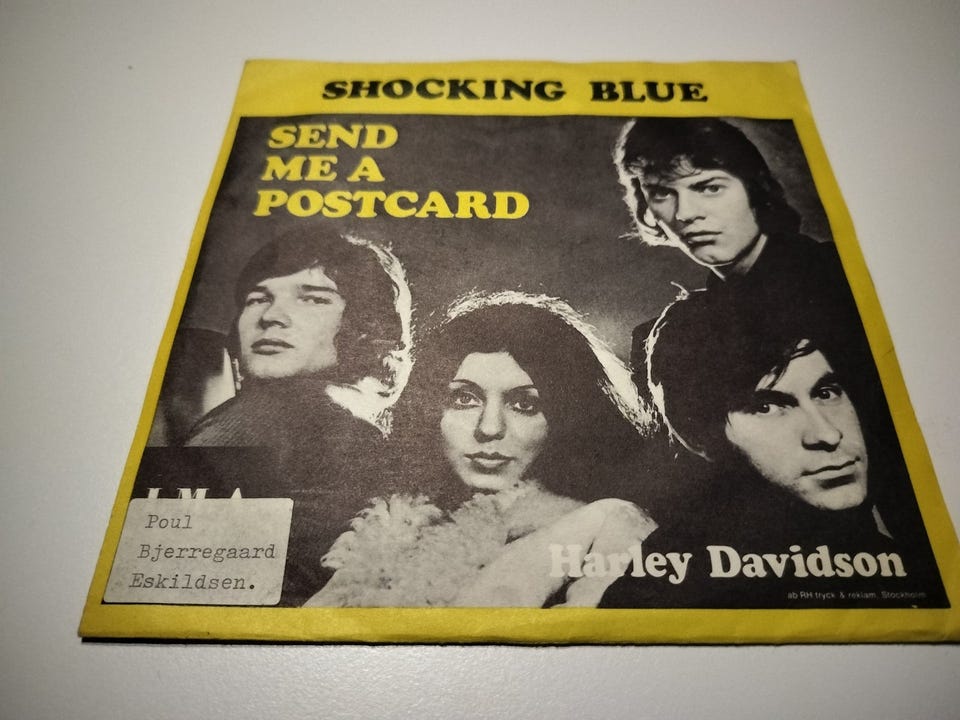 SHOCKING BLUE
SEND
ME A
POSTCARD
I M A
Poul
Bjerregaard
Eskildsen.
Harley Davidson
ab RH tryck & reklam, Stockholm